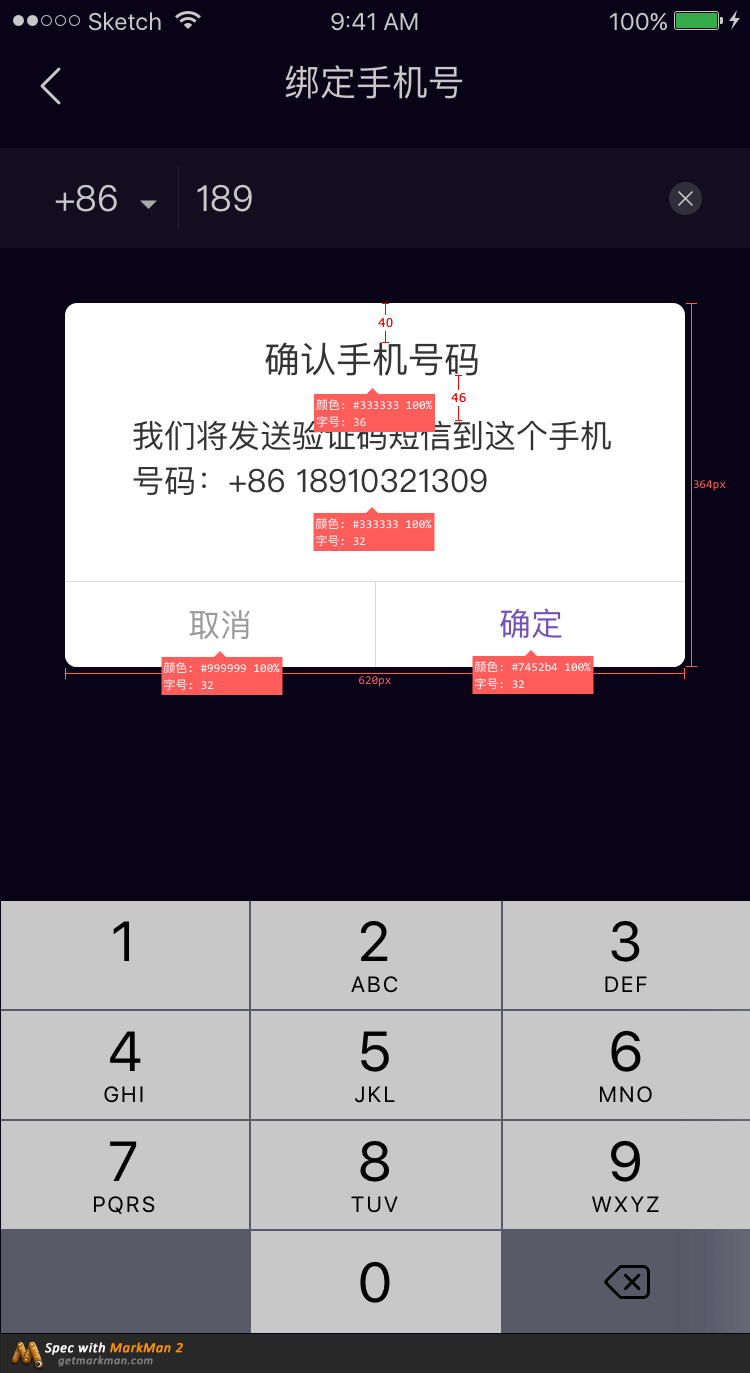 Sketch 9:41 AM 100%
绑定手机号
+86 189
40
确认手机号码
46
颜色: #333333 100%
字号: 36
我们将发送验证码短信到这个手机
号码：+86 18910321309
364px
颜色: #333333 100%
字号: 32
取消 确定
颜色: #999999 100%
字号: 32
颜色: #7452b4 100%
字号: 32
620px
1 2 3
ABC DEF
4 5 6
GHI JKL MNO
7 8 9
PQRS TUV WXYZ
0
Spec with MarkMan 2
getmarkman.com